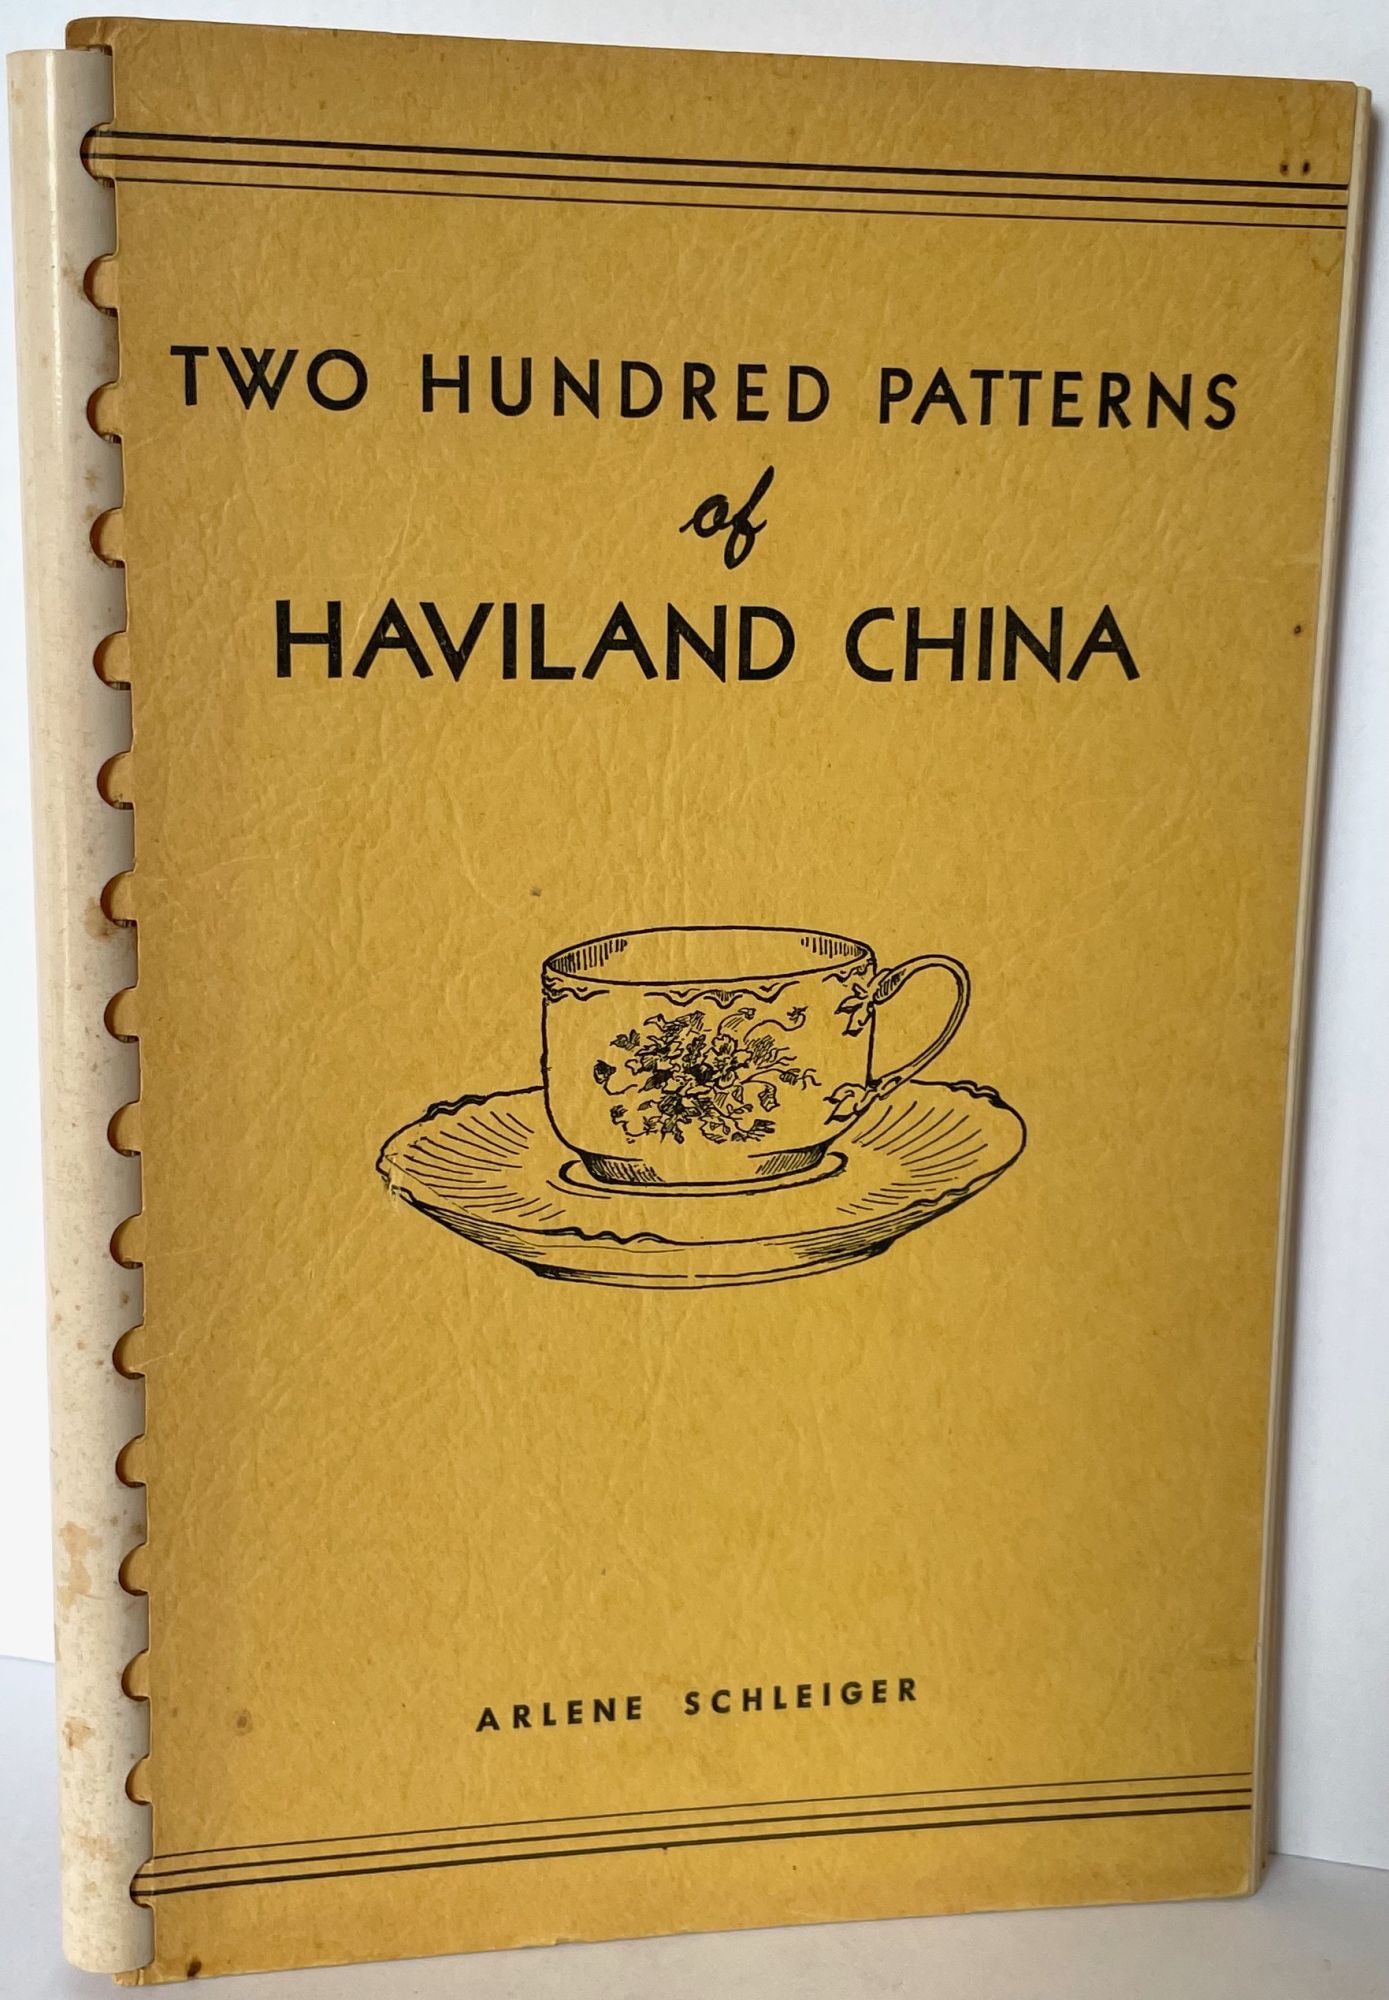 TWO HUNDRED PATTERNS
of
HAVILAND CHINA
ARLENE SCHLEIGER